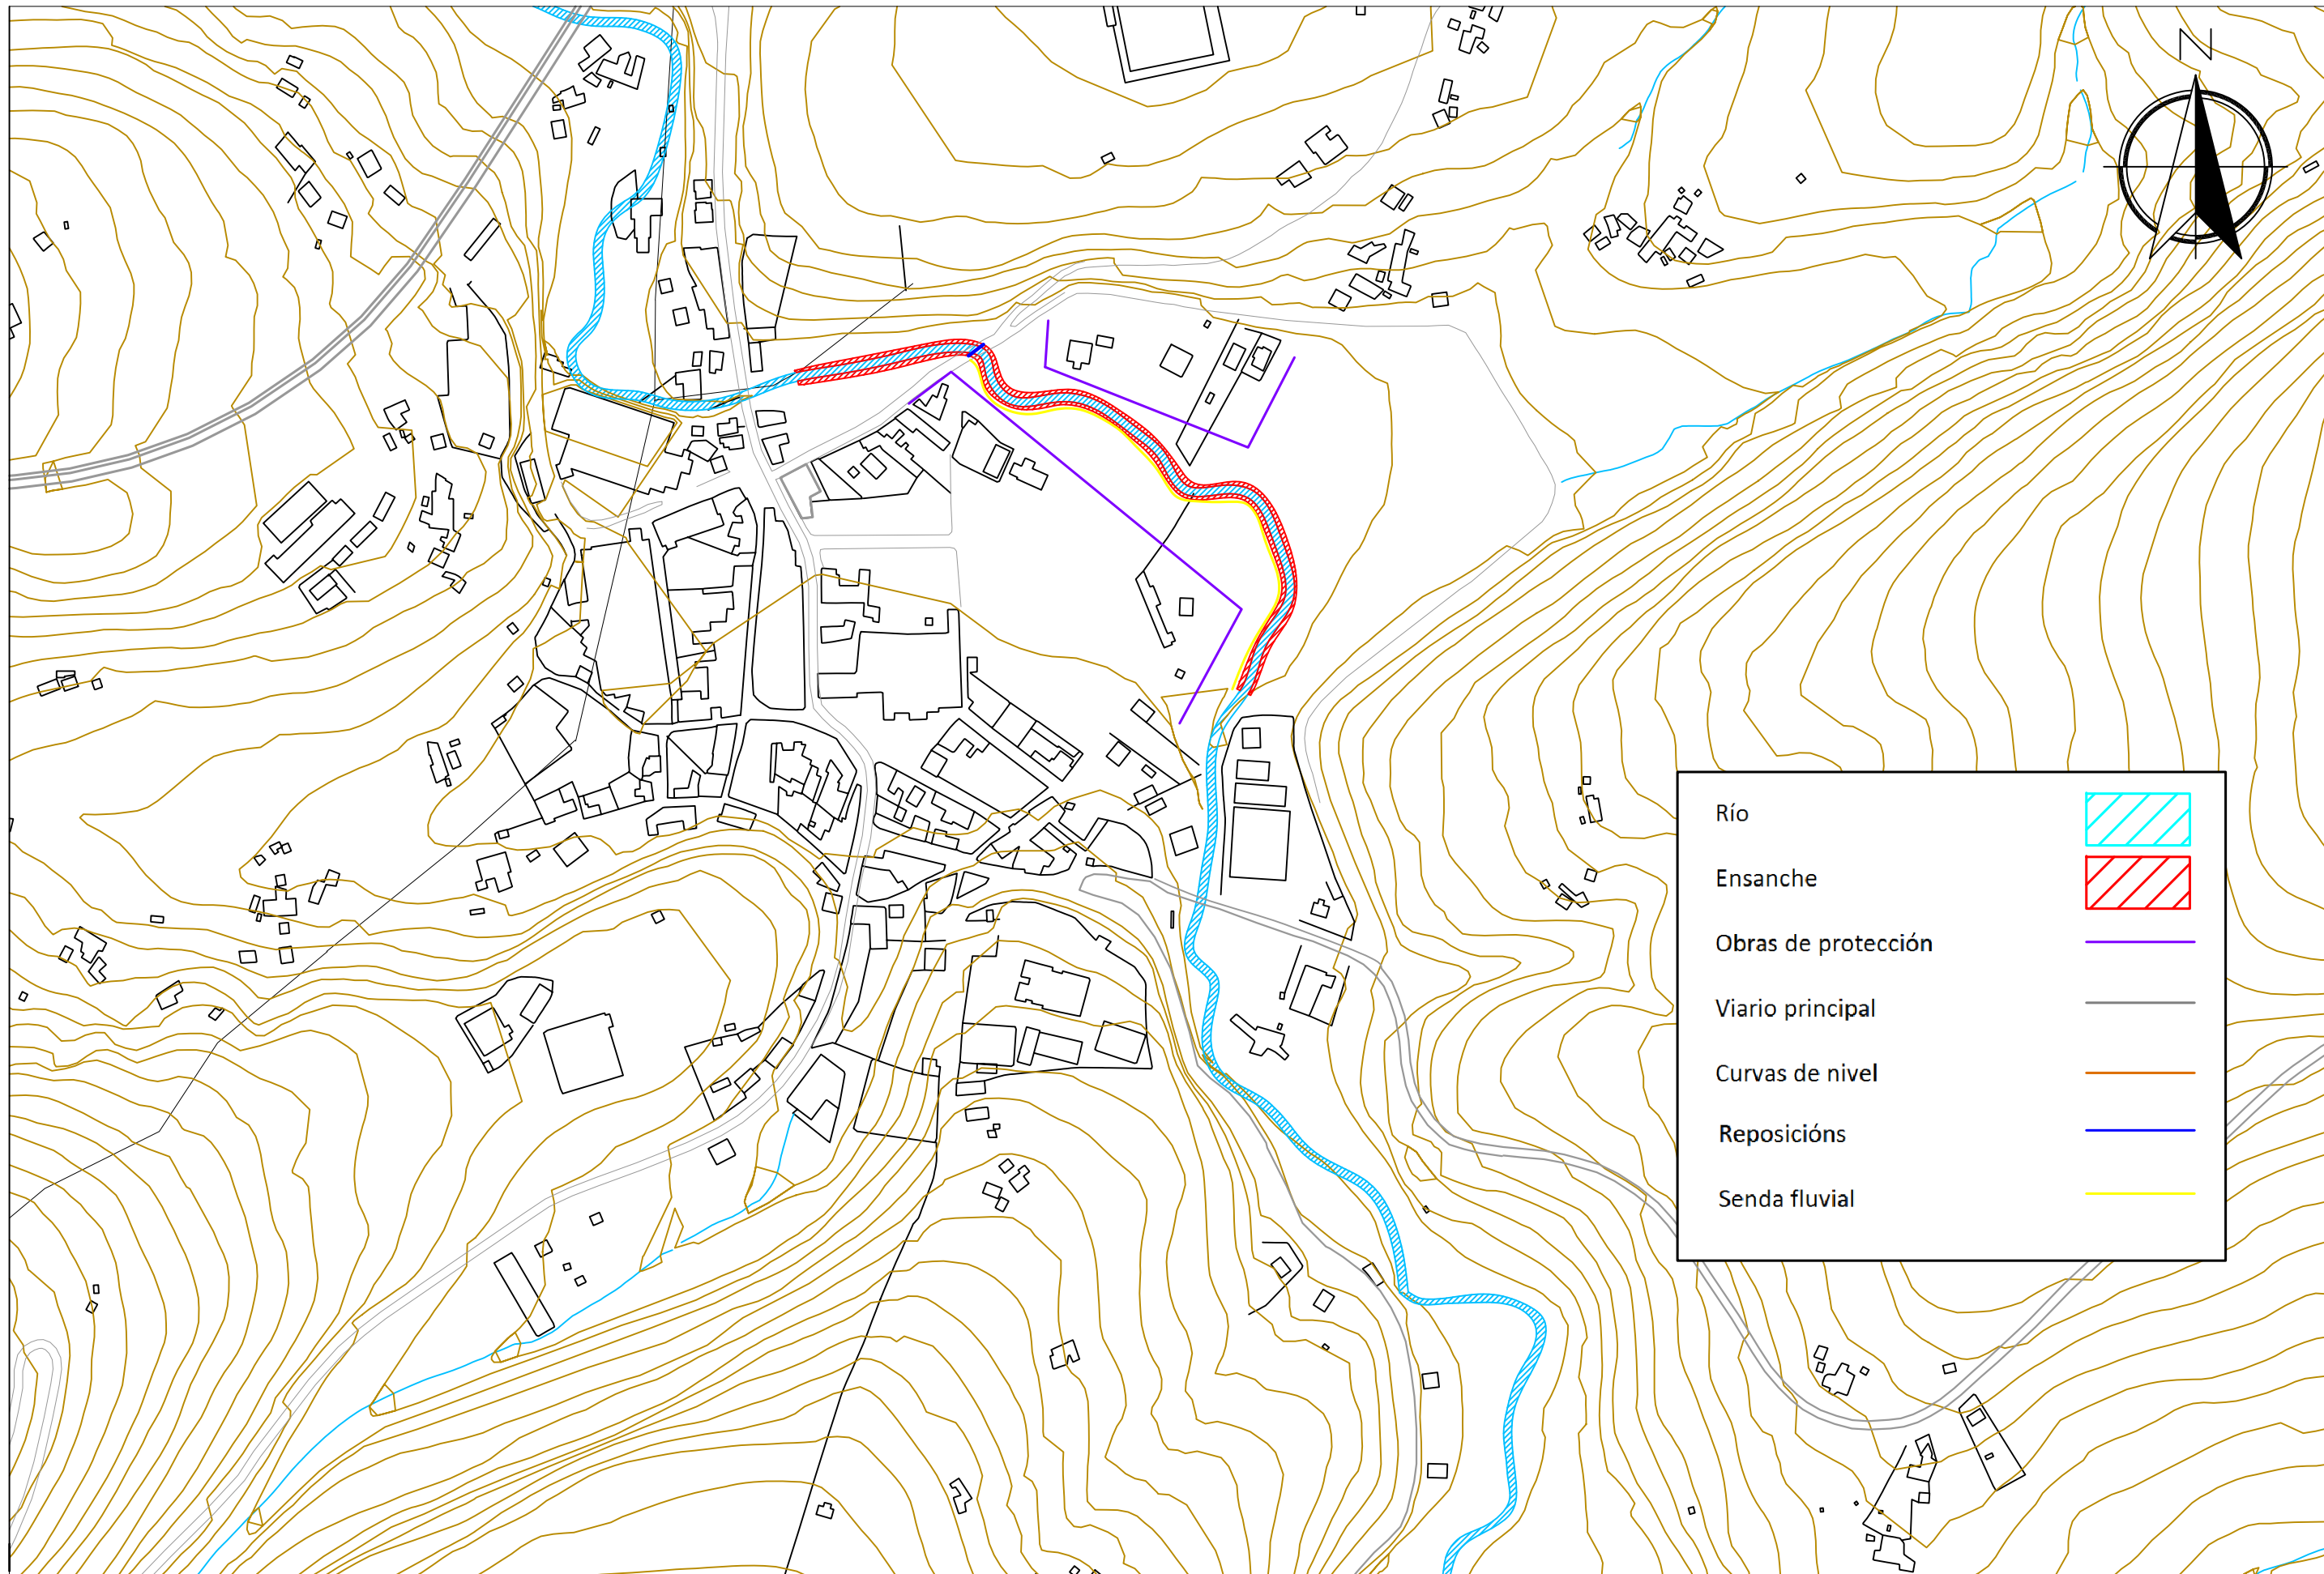 N
Río
Ensanche
Obras de protección
Viario principal
Curvas de nivel
Reposicións
Senda fluvial